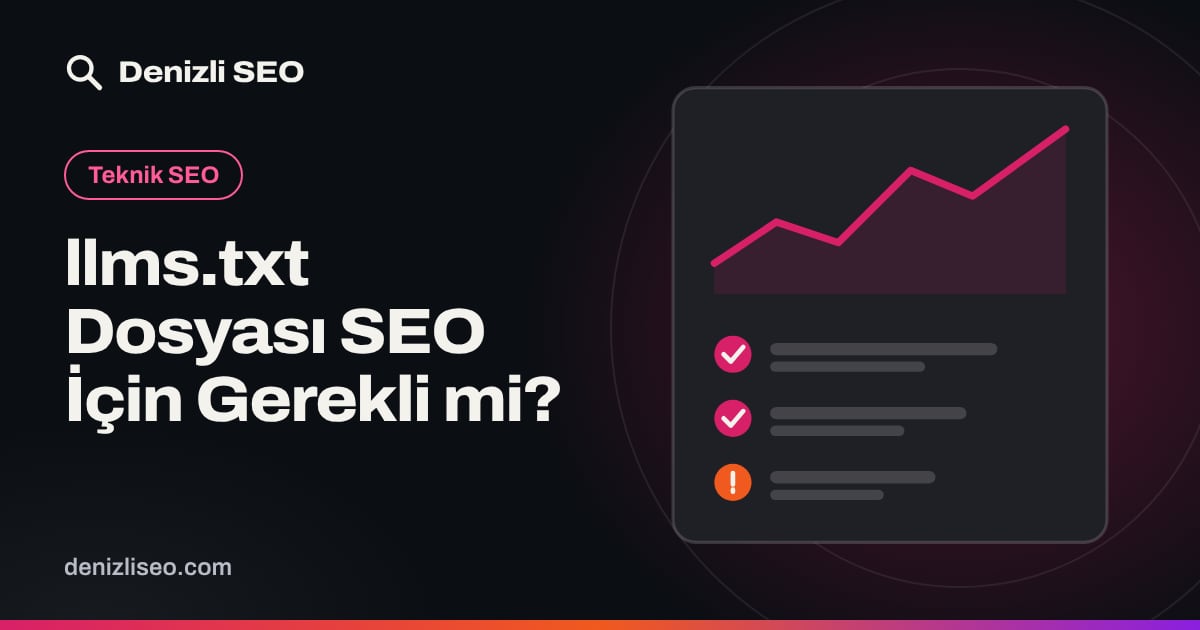 Denizli SEO
Teknik SEO
llms.txt
Dosyası SEO
İçin Gerekli mi?
denizliseo.com